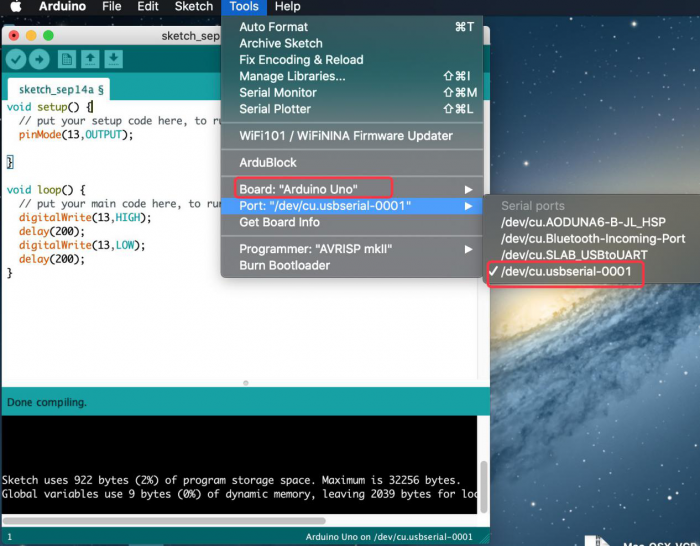 Arduino File Edit Sketch Tools Help
sketch_sep
sketch_sep14a §
void setup() {
// put your setup code here, to ru
pinMode(13,OUTPUT);
}
void loop() {
// put your main code here, to run
digitalWrite(13,HIGH);
delay(200);
digitalWrite(13,LOW);
delay(200);
}
Auto Format ⌘T
Archive Sketch
Fix Encoding & Reload
Manage Libraries... ⇧⌘I
Serial Monitor ⇧⌘M
Serial Plotter ⇧⌘L
WiFi101 / WiFiNINA Firmware Updater
ArduBlock
Board: "Arduino Uno"
Port: "/dev/cu.usbserial-0001"
Get Board Info
Programmer: "AVRISP mkII"
Burn Bootloader
Serial ports
/dev/cu.AODUNA6-B-JL_HSP
/dev/cu.Bluetooth-Incoming-Port
/dev/cu.SLAB_USBtoUART
✓ /dev/cu.usbserial-0001
Done compiling.
Sketch uses 922 bytes (2%) of program storage space. Maximum is 32256 bytes.
Global variables use 9 bytes (0%) of dynamic memory, leaving 2039 bytes for loc
1 Arduino Uno on /dev/cu.usbserial-0001